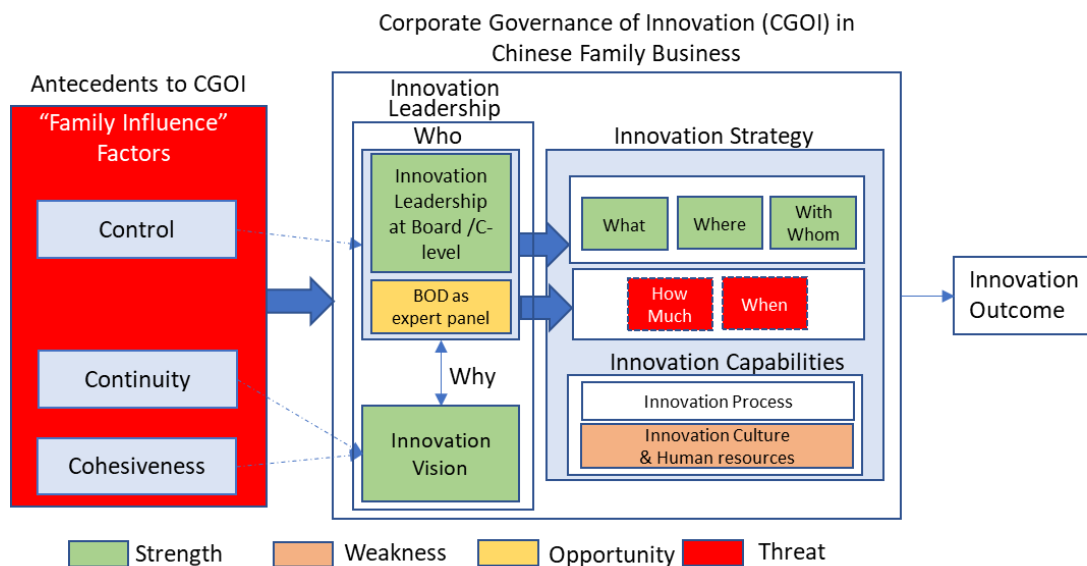 Corporate Governance of Innovation (CGOI) in
Chinese Family Business
Antecedents to CGOI
“Family Influence”
Factors
Control
Continuity
Cohesiveness
Innovation
Leadership
Who
Innovation
Leadership
at Board /C-
level
BOD as
expert panel
Why
Innovation
Vision
Innovation Strategy
What
Where
With
Whom
How
Much
When
Innovation Capabilities
Innovation Process
Innovation Culture
& Human resources
Innovation
Outcome
Strength
Weakness
Opportunity
Threat